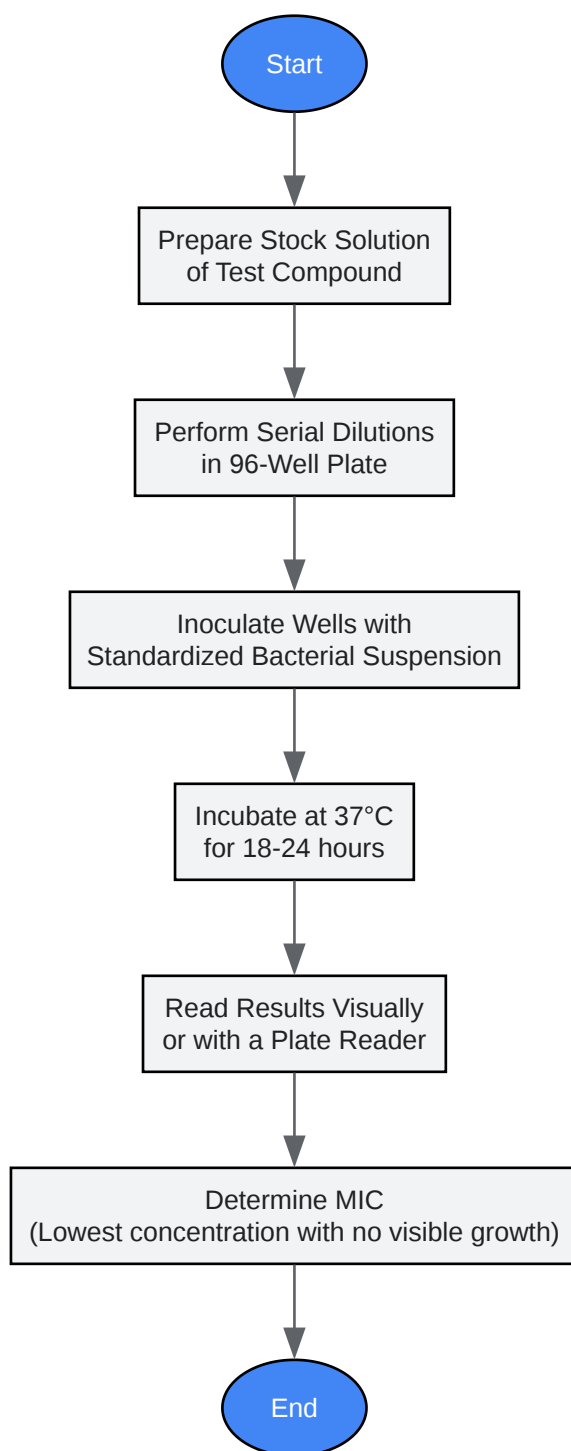 Start
Prepare Stock Solution
of Test Compound
Perform Serial Dilutions
in 96-Well Plate
Inoculate Wells with
Standardized Bacterial Suspension
Incubate at 37°C
for 18-24 hours
Read Results Visually
or with a Plate Reader
Determine MIC
(Lowest concentration with no visible growth)
End